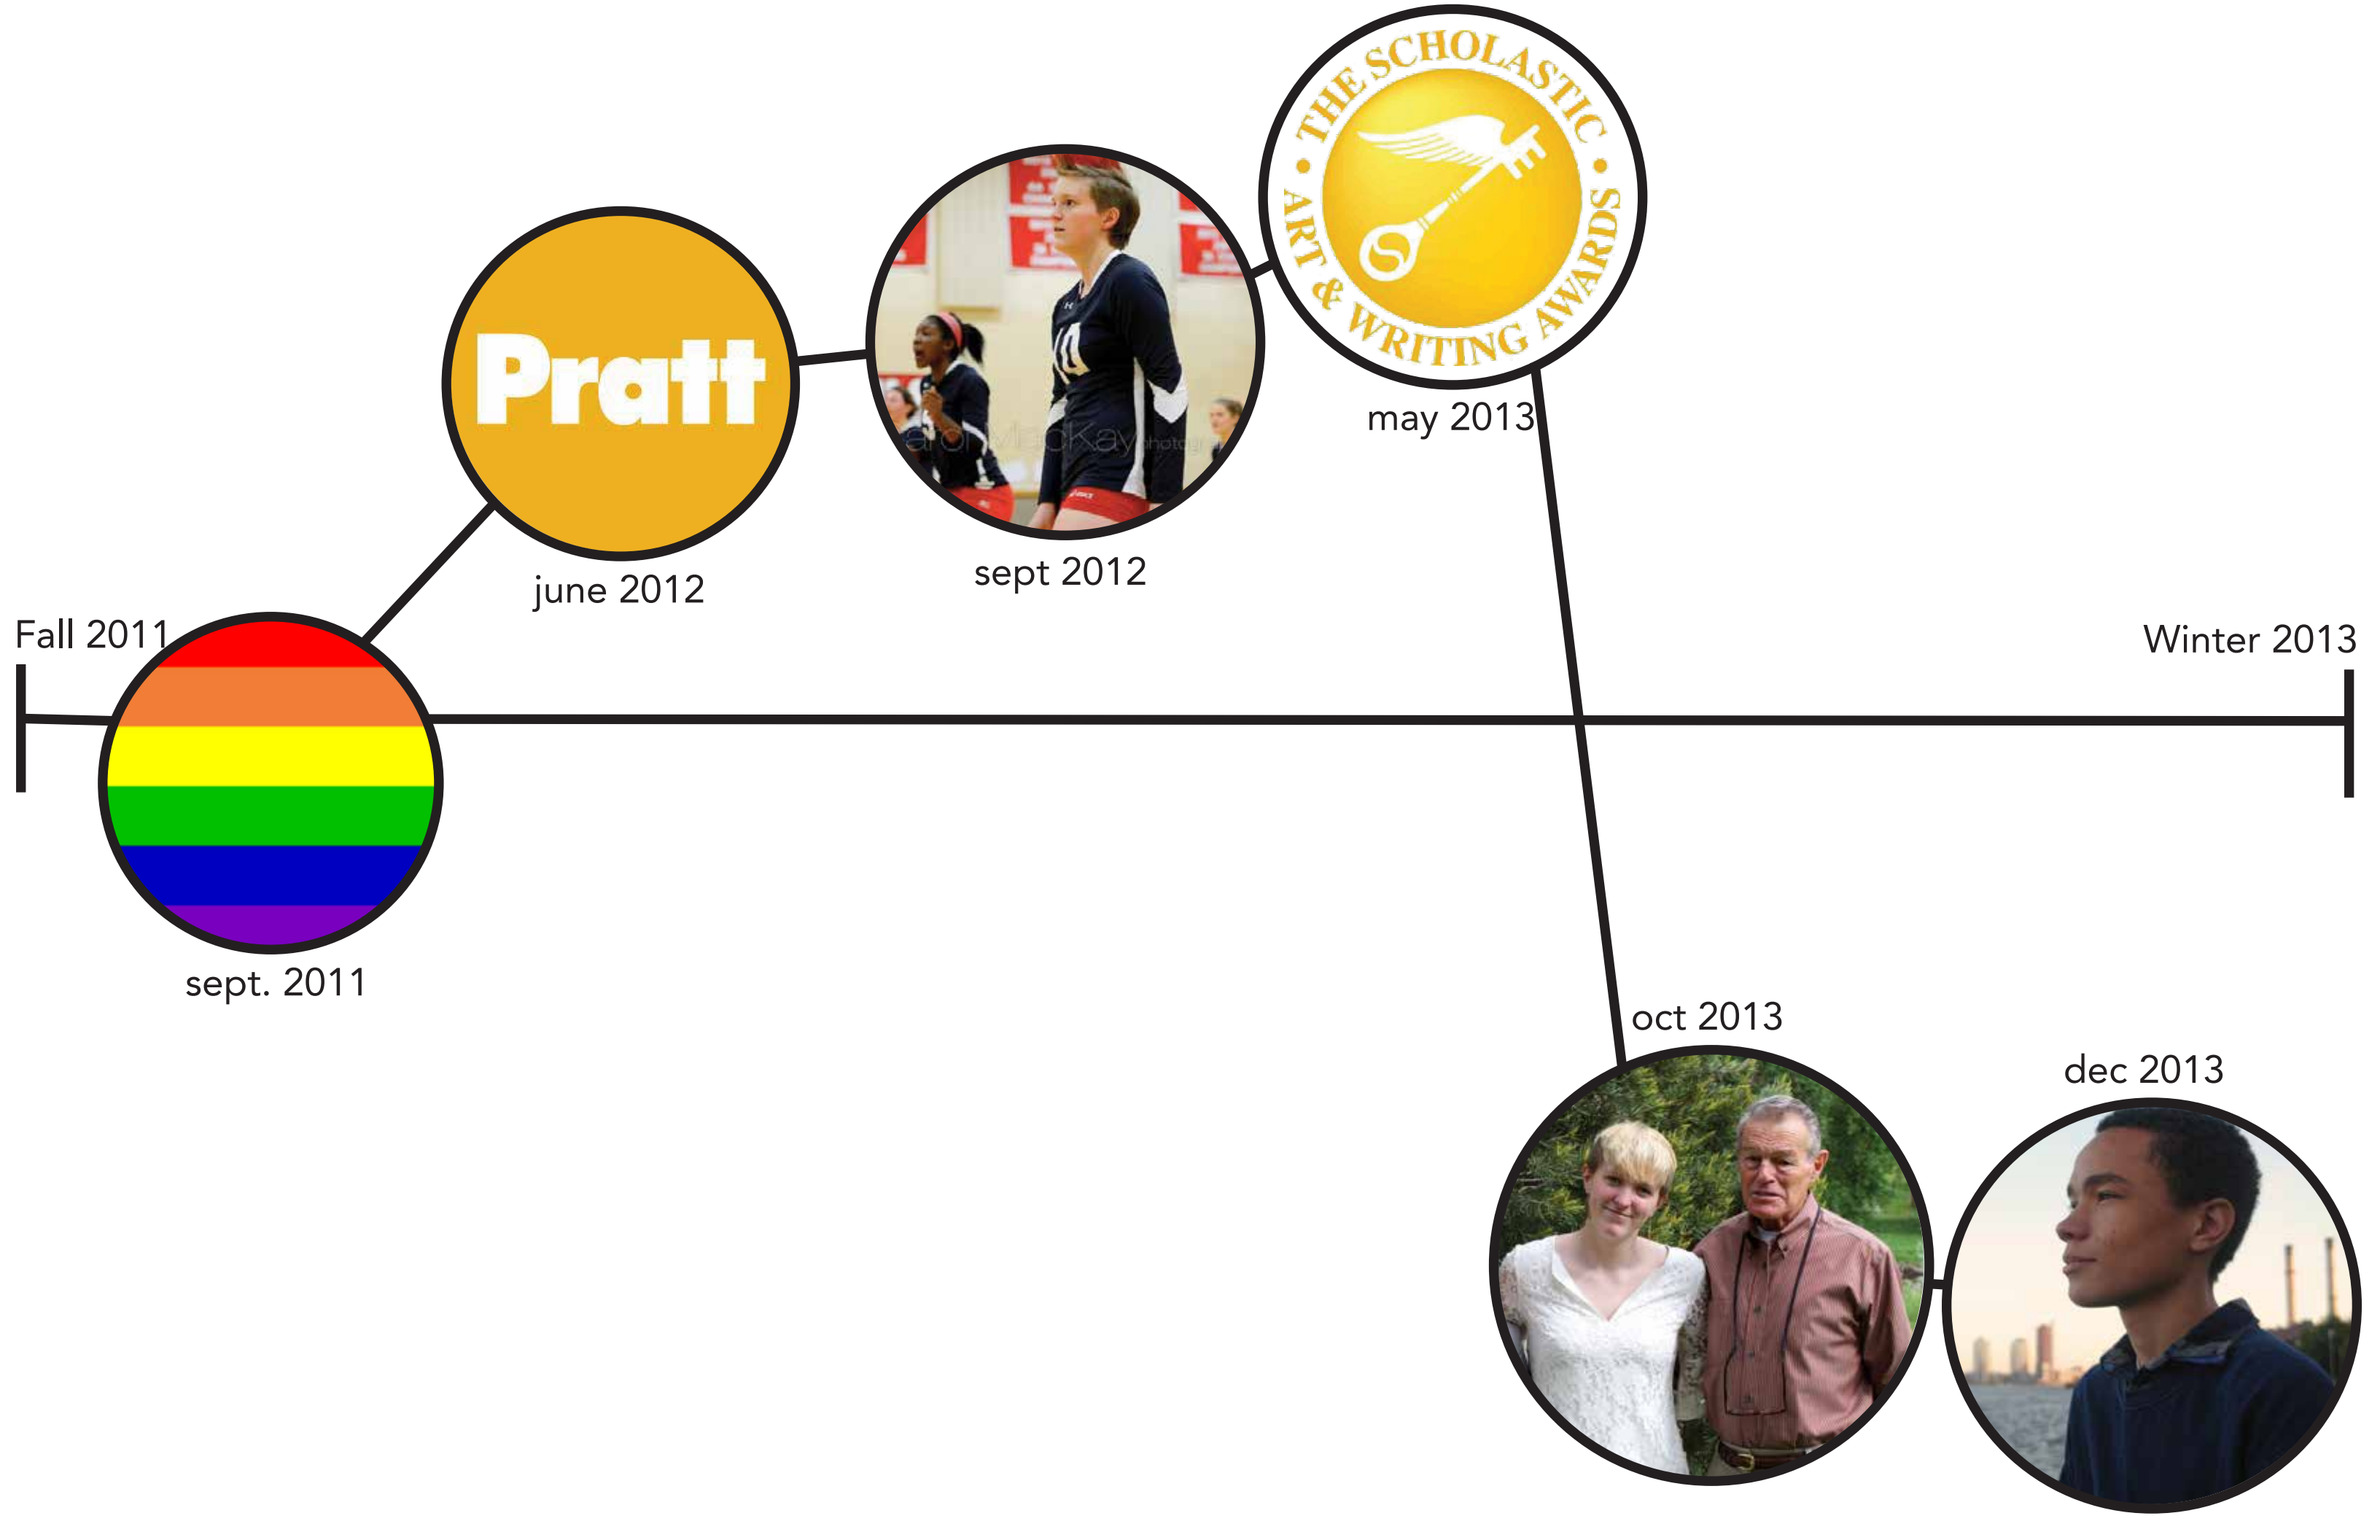 THE SCHOLASTIC
ART & WRITING AWARDS
may 2013
Pratt
june 2012
10
sept 2012
Fall 2011
Winter 2013
sept. 2011
oct 2013
dec 2013